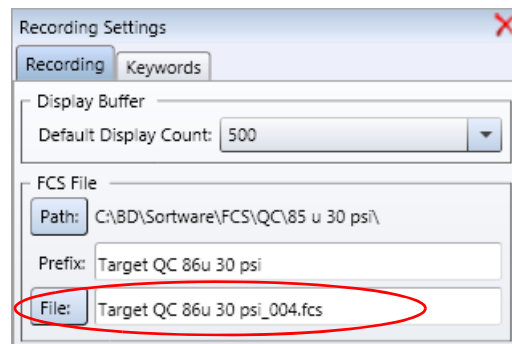 Recording Settings
Recording Keywords
Display Buffer
Default Display Count: 500
FCS File
Path: C:\BD\Sortware\FCS\QC\85 u 30 psi\
Prefix: Target QC 86u 30 psi
File: Target QC 86u 30 psi_004.fcs